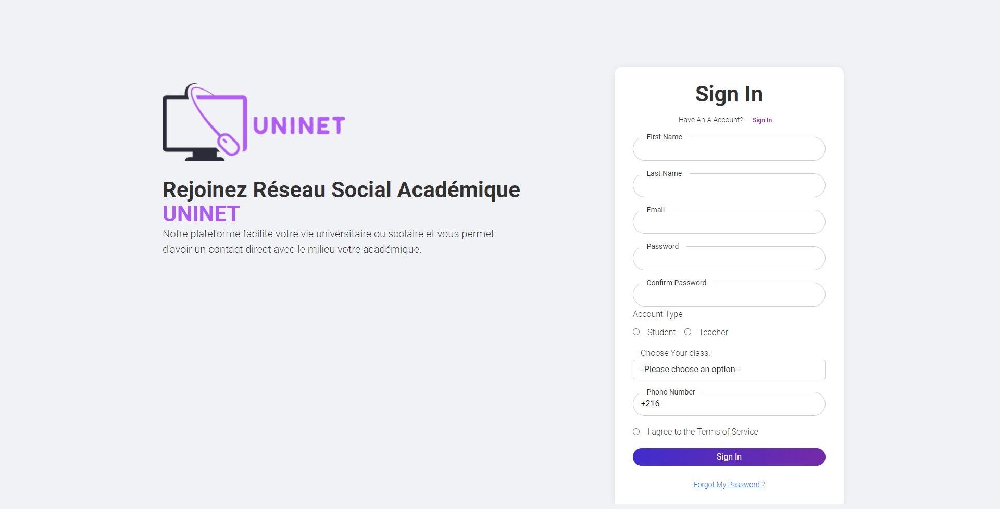 UNINET
Rejoinez Réseau Social Académique
UNINET
Notre plateforme facilite votre vie universitaire ou scolaire et vous permet
d'avoir un contact direct avec le milieu votre académique.
Sign In
Have An A Account? Sign In
First Name
Last Name
Email
Password
Confirm Password
Account Type
Student Teacher
Choose Your class:
--Please choose an option--
Phone Number
+216
I agree to the Terms of Service
Sign In
Forgot My Password ?